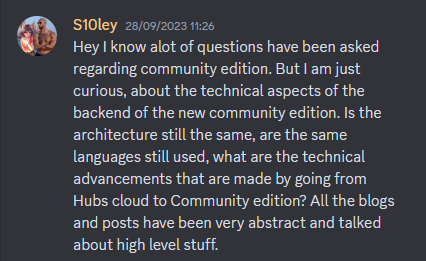 S10ley 28/09/2023 11:26
Hey I know alot of questions have been asked
regarding community edition. But I am just
curious, about the technical aspects of the
backend of the new community edition. Is the
architecture still the same, are the same
languages still used, what are the technical
advancements that are made by going from
Hubs cloud to Community edition? All the blogs
and posts have been very abstract and talked
about high level stuff.